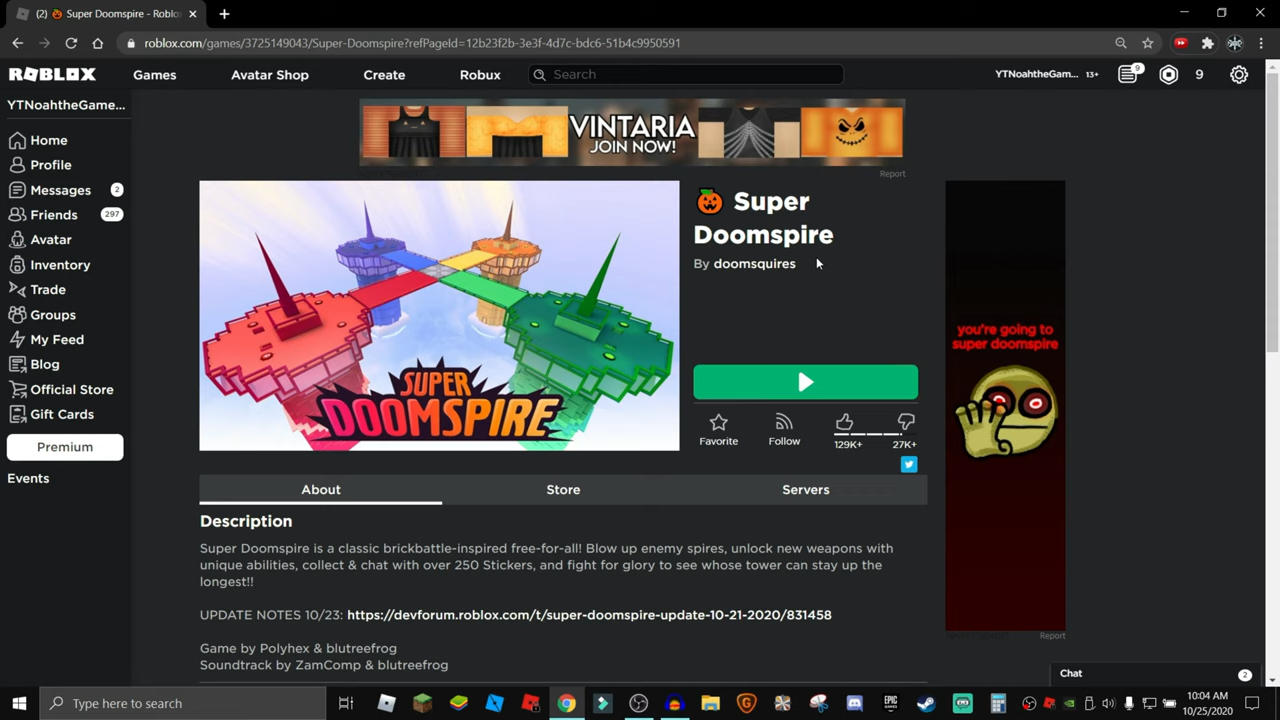 (2) 🎃 Super Doomspire - Roblox
roblox.com/games/3725149043/Super-Doomspire?refPageId=12b23f2b-3e3f-4d7c-bdc6-51b4c9950591
ROBLOX
Games
Avatar Shop
Create
Robux
Search
YTNoahtheGam... 13+
9
9
YTNoahtheGame...
Home
Profile
Messages 2
Friends 297
Avatar
Inventory
Trade
Groups
My Feed
Blog
Official Store
Gift Cards
Premium
Events
VINTARIA
JOIN NOW!
Report
SUPER
DOOMSPIRE
🎃 Super
Doomspire
By doomsquires
Favorite
Follow
129K+
27K+
you're going to
super doomspire
Report
About
Store
Servers
Description
Super Doomspire is a classic brickbattle-inspired free-for-all! Blow up enemy spires, unlock new weapons with
unique abilities, collect & chat with over 250 Stickers, and fight for glory to see whose tower can stay up the
longest!!
UPDATE NOTES 10/23: https://devforum.roblox.com/t/super-doomspire-update-10-21-2020/831458
Game by Polyhex & blutreefrog
Soundtrack by ZamComp & blutreefrog
Chat 2
Type here to search
10:04 AM
10/25/2020